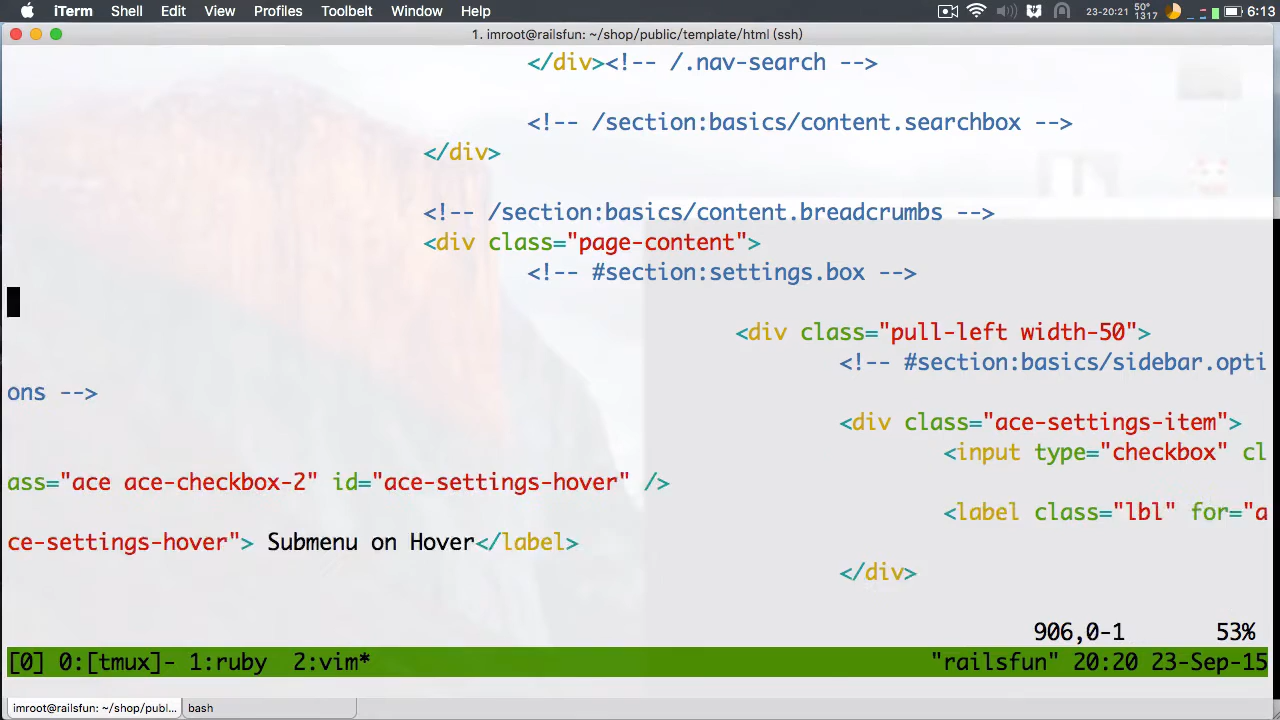 iTerm Shell Edit View Profiles Toolbelt Window Help 23-20:21 50° 1317 6:13
1. imroot@railsfun: ~/shop/public/template/html (ssh)
</div><!-- /.nav-search -->
<!-- /section:basics/content.searchbox -->
</div>
<!-- /section:basics/content.breadcrumbs -->
<div class="page-content">
<!-- #section:settings.box -->
<div class="pull-left width-50">
<!-- #section:basics/sidebar.opti
ons -->
<div class="ace-settings-item">
<input type="checkbox" cl
ass="ace ace-checkbox-2" id="ace-settings-hover" />
<label class="lbl" for="a
ce-settings-hover"> Submenu on Hover</label>
</div>
906,0-1 53%
[0] 0:[tmux]- 1:ruby 2:vim* "railsfun" 20:20 23-Sep-15
imroot@railsfun: ~/shop/publ... bash